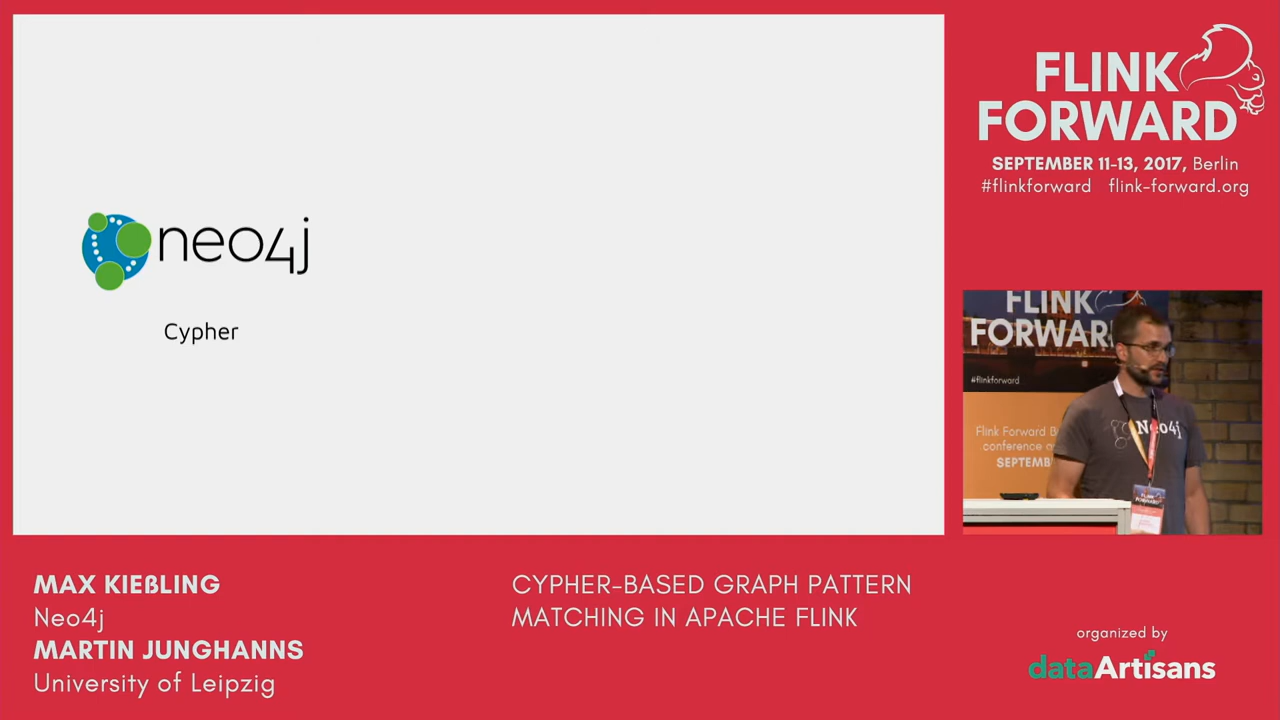 neo4j
Cypher
FLINK
FORWARD
SEPTEMBER 11-13, 2017, Berlin
#flinkforward flink-forward.org
FLINK
FORWAR
#flinkforward
Flink Forward B
conference
SEPTEMB
Neo4j
FLINK
FORWARD
MAX KIEßLING
Neo4j
MARTIN JUNGHANNS
University of Leipzig
CYPHER-BASED GRAPH PATTERN
MATCHING IN APACHE FLINK
organized by
dataArtisans